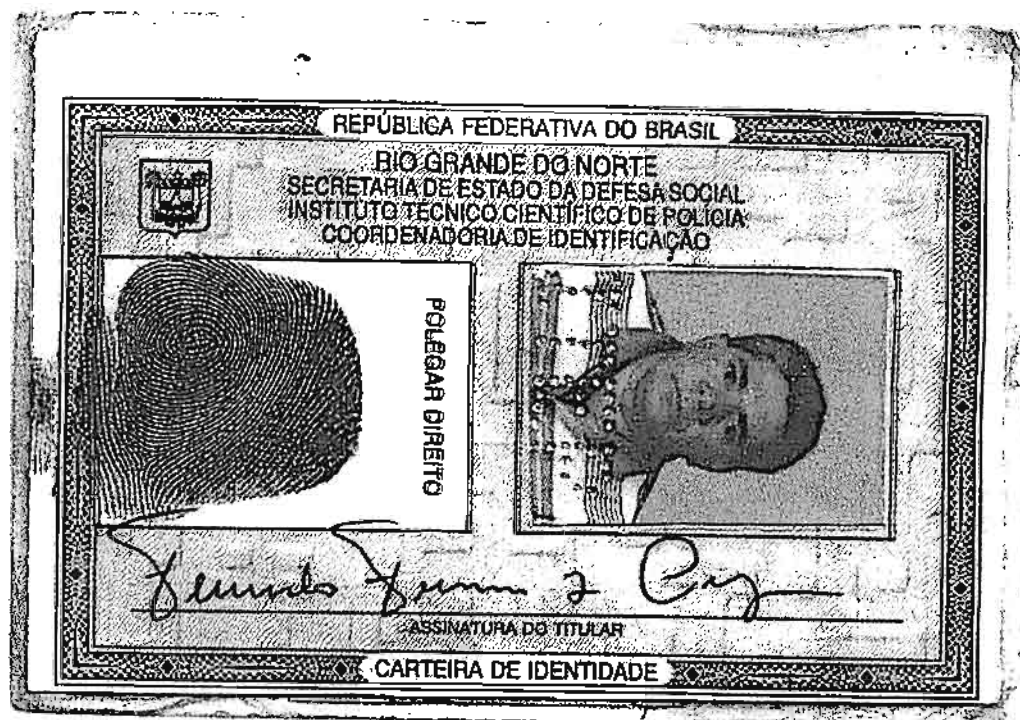 REPÚBLICA FEDERATIVA DO BRASIL
RIO GRANDE DO NORTE
SECRETARIA DE ESTADO DA DEFESA SOCIAL
INSTITUTO TÉCNICO CIENTÍFICO DE POLÍCIA
COORDENADORIA DE IDENTIFICAÇÃO
POLEGAR DIREITO
ASSINATURA DO TITULAR
CARTEIRA DE IDENTIDADE